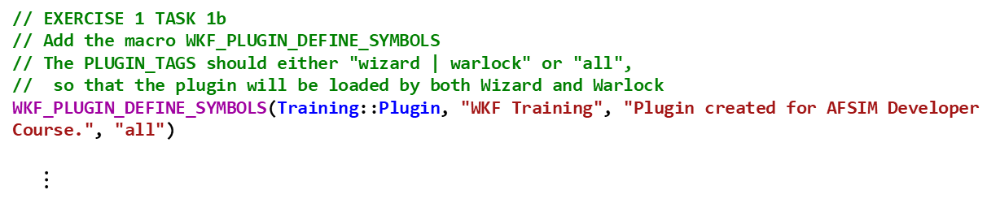 // EXERCISE 1 TASK 1b
// Add the macro WKF_PLUGIN_DEFINE_SYMBOLS
// The PLUGIN_TAGS should either "wizard | warlock" or "all",
//  so that the plugin will be loaded by both Wizard and Warlock
WKF_PLUGIN_DEFINE_SYMBOLS(Training::Plugin, "WKF Training", "Plugin created for AFSIM Developer
Course.", "all")
⋮